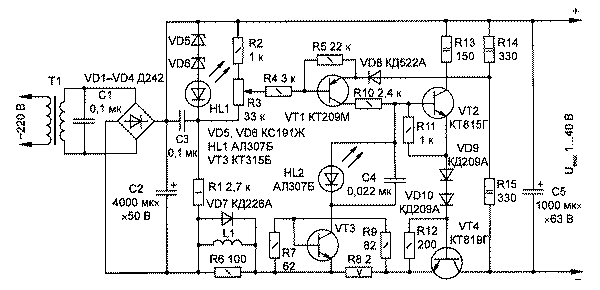 +
VD5
VD6
R2
1 к
R5 22 к
VD8 КД522А
R13
150
R14
330
T1
VD1–VD4 Д242
C1
0,1 мк
R4 3 к
R10 2,4 к
~220 В
HL1
R3
33 к
VT1 КТ209М
VT2
КТ815Г
C3
0,1 мк
VD5, VD6 КС191Ж
HL1 АЛ307Б
VT3 КТ315Б
R11
1 к
VD9
КД209А
HL2
АЛ307Б
C4
0,022 мк
R1 2,7 к
C2
4000 мк×
×50 В
VD7 КД226А
VD10
КД209А
R15
330
C5
1000 мк×
×63 В
Uвых 1...40 В
L1
VT3
R9
82
R12
200
VT4
КТ819Г
R7
62
R6 100
R8 2
–